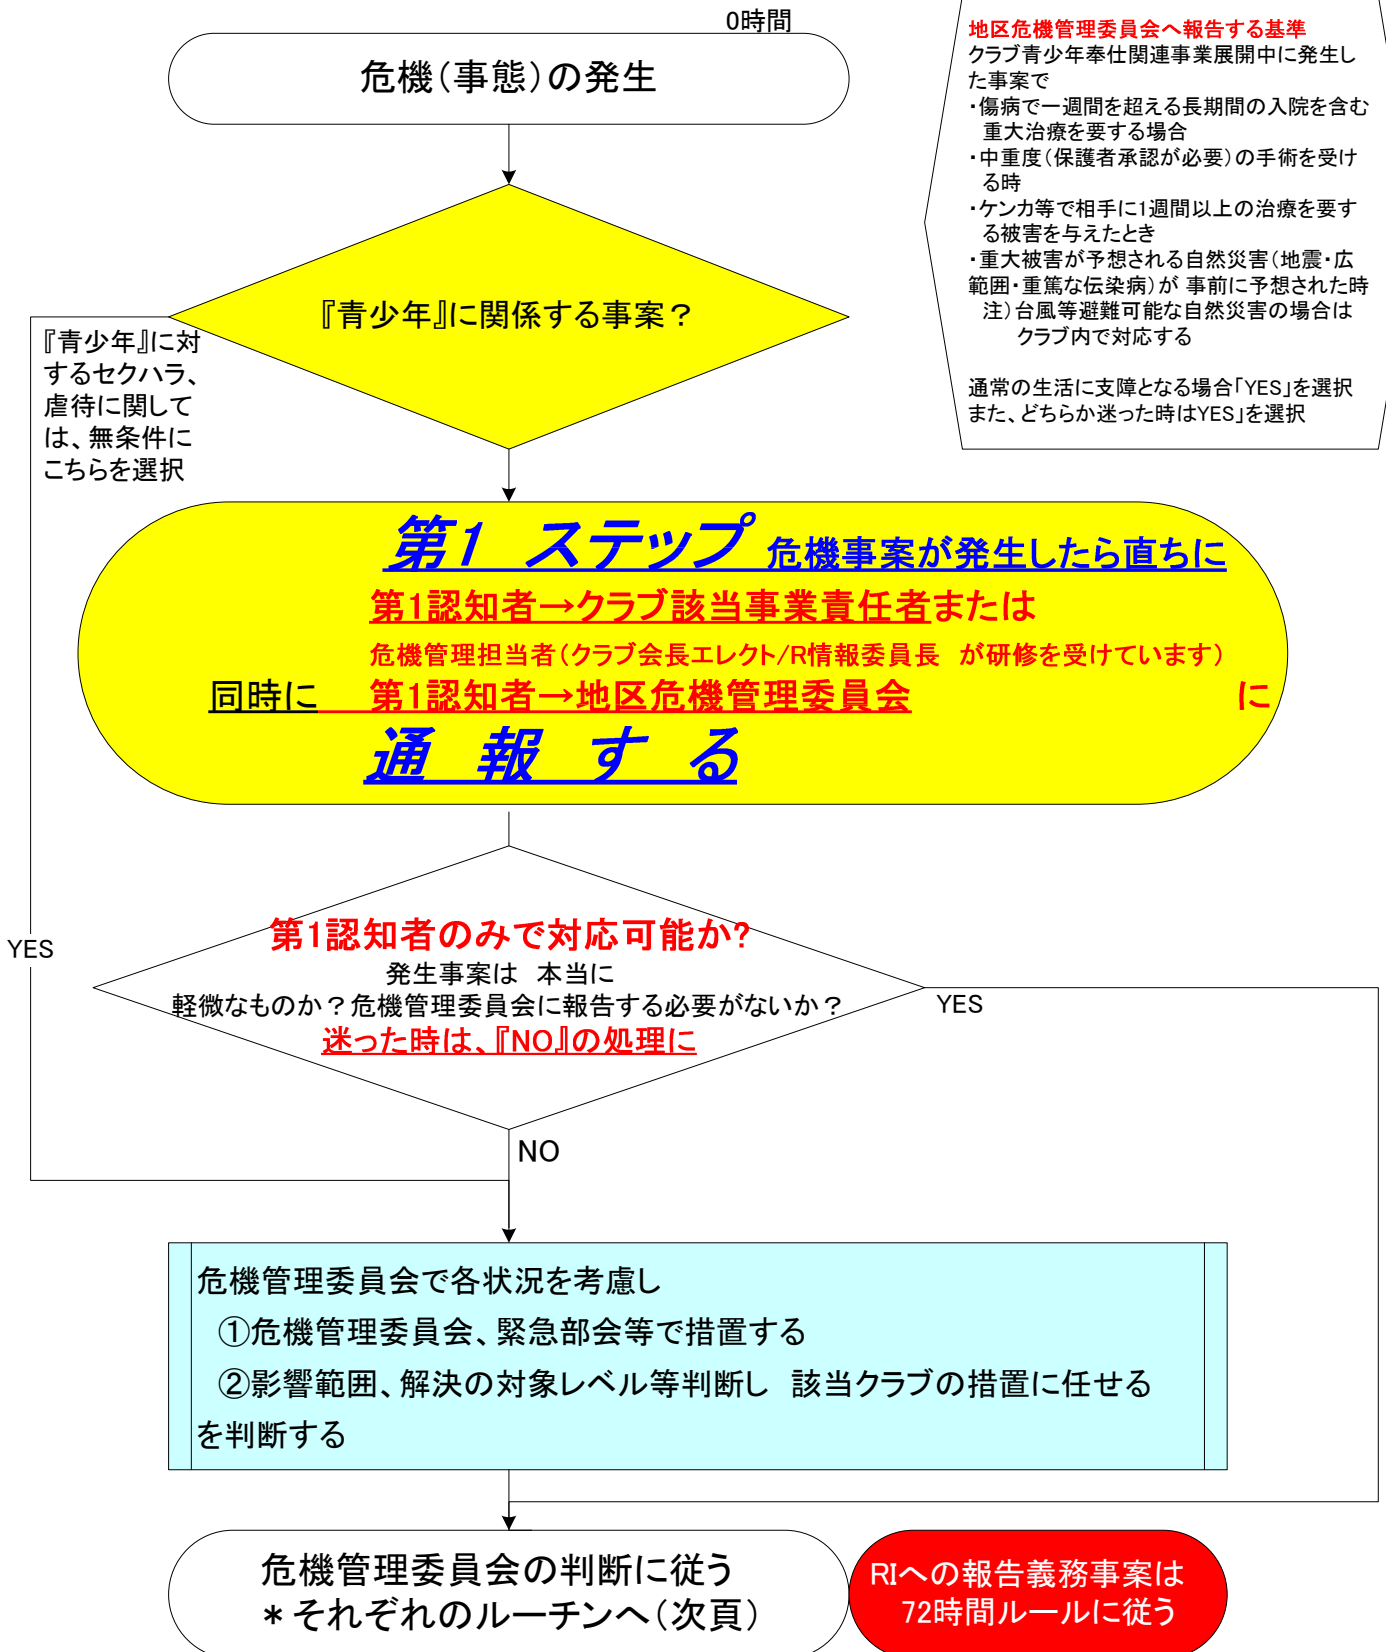 0時間
危機（事態）の発生
地区危機管理委員会へ報告する基準
クラブ青少年奉仕関連事業展開中に発生し
た事案で
・傷病で一週間を超える長期間の入院を含む
重大治療を要する場合
・中重度（保護者承認が必要）の手術を受け
る時
・ケンカ等で相手に1週間以上の治療を要す
る被害を与えたとき
・重大被害が予想される自然災害（地震・広
範囲・重篤な伝染病）が 事前に予想された時
注）台風等避難可能な自然災害の場合は
クラブ内で対応する
通常の生活に支障となる場合「YES」を選択
また、どちらか迷った時はYES」を選択
『青少年』に関係する事案？
『青少年』に対
するセクハラ、
虐待に関して
は、無条件に
こちらを選択
第1 ステップ 危機事案が発生したら直ちに
第1認知者→クラブ該当事業責任者または
危機管理担当者（クラブ会長エレクト/R情報委員長 が研修を受けています）
同時に 第1認知者→地区危機管理委員会 に
通 報 す る
YES
第1認知者のみで対応可能か?
発生事案は 本当に
軽微なものか？危機管理委員会に報告する必要がないか？
迷った時は、『NO』の処理に
YES
NO
危機管理委員会で各状況を考慮し
①危機管理委員会、緊急部会等で措置する
②影響範囲、解決の対象レベル等判断し 該当クラブの措置に任せる
を判断する
危機管理委員会の判断に従う
＊それぞれのルーチンへ（次頁）
RIへの報告義務事案は
72時間ルールに従う